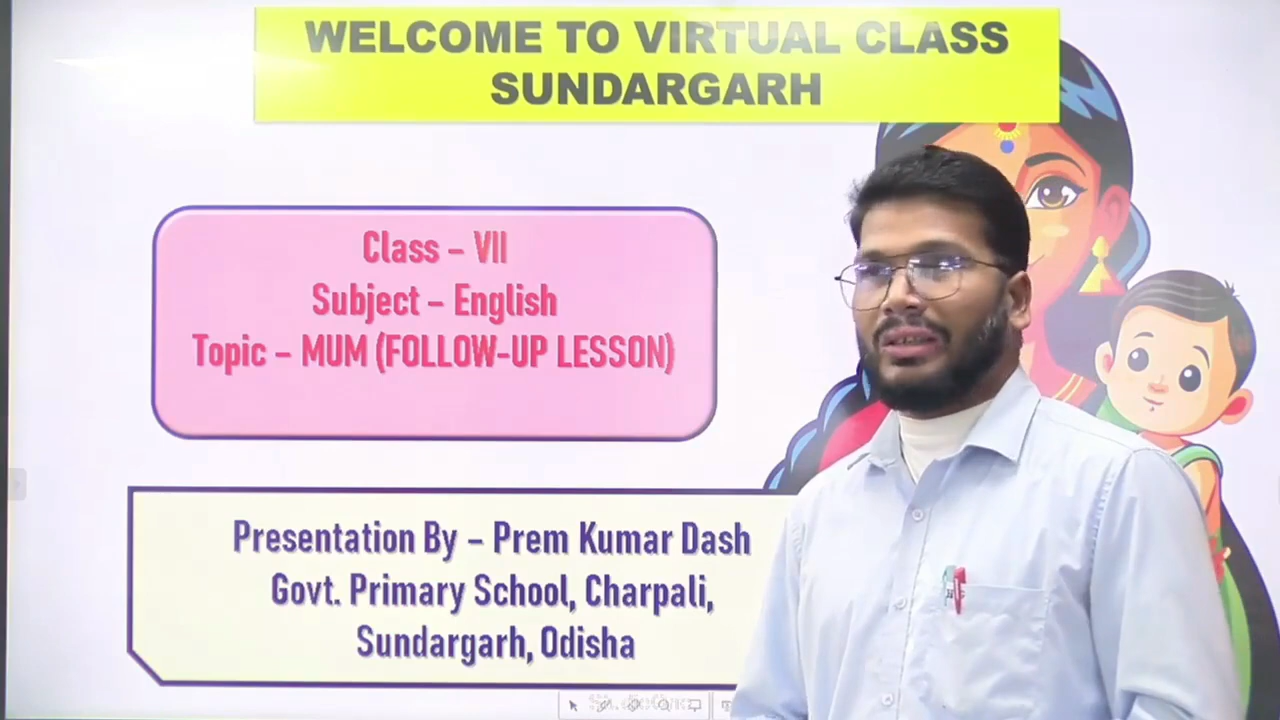 WELCOME TO VIRTUAL CLASS
SUNDARGARH
Class – VII
Subject – English
Topic – MUM (FOLLOW-UP LESSON)
Presentation By – Prem Kumar Dash
Govt. Primary School, Charpali,
Sundargarh, Odisha